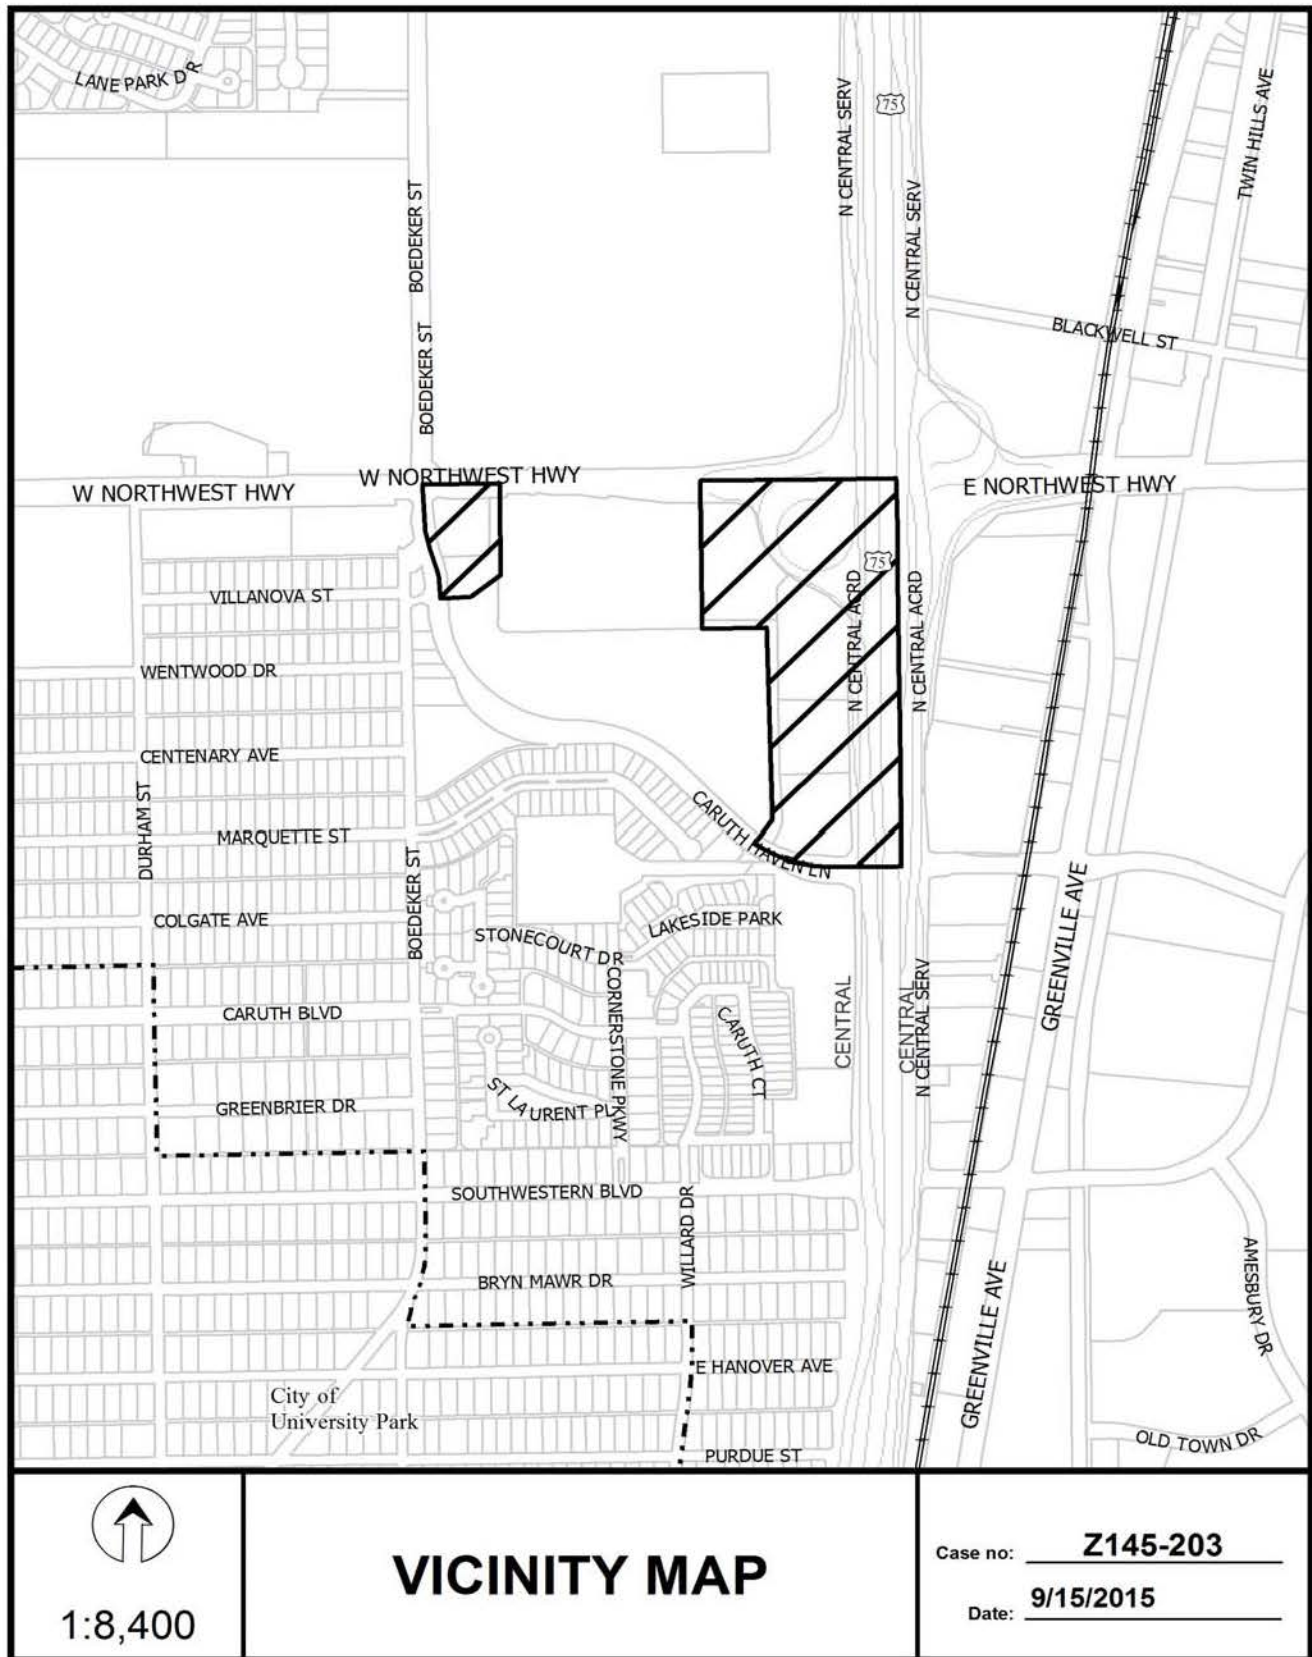 LANE PARK DR
N CENTRAL SERV
75
TWIN HILLS AVE
BOEDEKER ST
N CENTRAL SERV
BLACKWELL ST
BOEDEKER ST
W NORTHWEST HWY
W NORTHWEST HWY
E NORTHWEST HWY
75
VILLANOVA ST
N CENTRAL ACRD
N CENTRAL ACRD
WENTWOOD DR
CENTENARY AVE
DURHAM ST
MARQUETTE ST
CARUTH HAVEN LN
BOEDEKER ST
COLGATE AVE
LAKESIDE PARK
STONECOURT DR
GREENVILLE AVE
CORNERSTONE PKWY
CARUTH BLVD
CARUTH CT
CENTRAL
CENTRAL
N CENTRAL SERV
GREENBRIER DR
ST LAURENT PL
SOUTHWESTERN BLVD
WILLARD DR
BRYN MAWR DR
AMESBURY DR
GREENVILLE AVE
E HANOVER AVE
City of
University Park
OLD TOWN DR
PURDUE ST
1:8,400
VICINITY MAP
Case no: Z145-203
Date: 9/15/2015